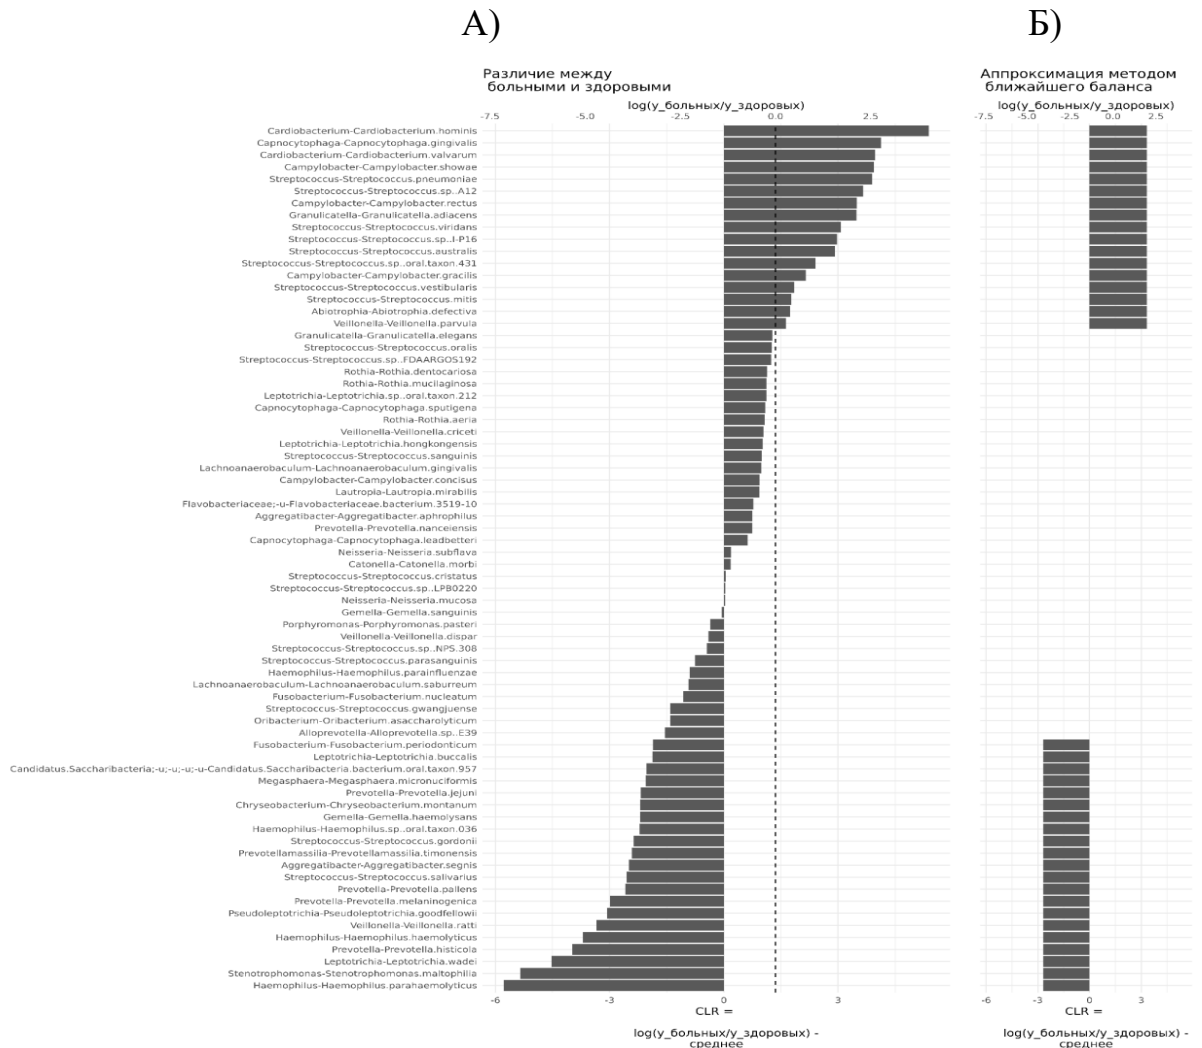 А)
Б)
Различие между
больными и здоровыми
log(y_больных/y_здоровых)
-7.5 -5.0 -2.5 0.0 2.5
Аппроксимация методом
ближайшего баланса
log(y_больных/y_здоровых)
-7.5 -5.0 -2.5 0.0 2.5
Cardiobacterium-Cardiobacterium.hominis
Capnocytophaga-Capnocytophaga.gingivalis
Cardiobacterium-Cardiobacterium.valvarum
Campylobacter-Campylobacter.showae
Streptococcus-Streptococcus.pneumoniae
Streptococcus-Streptococcus.sp..A12
Campylobacter-Campylobacter.rectus
Granulicatella-Granulicatella.adiacens
Streptococcus-Streptococcus.viridans
Streptococcus-Streptococcus.sp..I-P16
Streptococcus-Streptococcus.australis
Streptococcus-Streptococcus.sp..oral.taxon.431
Campylobacter-Campylobacter.gracilis
Streptococcus-Streptococcus.vestibularis
Streptococcus-Streptococcus.mitis
Abiotrophia-Abiotrophia.defectiva
Veillonella-Veillonella.parvula
Granulicatella-Granulicatella.elegans
Streptococcus-Streptococcus.oralis
Streptococcus-Streptococcus.sp..FDAARGOS192
Rothia-Rothia.dentocariosa
Rothia-Rothia.mucilaginosa
Leptotrichia-Leptotrichia.sp..oral.taxon.212
Capnocytophaga-Capnocytophaga.sputigena
Rothia-Rothia.aeria
Veillonella-Veillonella.criceti
Leptotrichia-Leptotrichia.hongkongensis
Streptococcus-Streptococcus.sanguinis
Lachnoanaerobaculum-Lachnoanaerobaculum.gingivalis
Campylobacter-Campylobacter.concisus
Lautropia-Lautropia.mirabilis
Flavobacteriaceae;-u-Flavobacteriaceae.bacterium.3519-10
Aggregatibacter-Aggregatibacter.aphrophilus
Prevotella-Prevotella.nanceiensis
Capnocytophaga-Capnocytophaga.leadbetteri
Neisseria-Neisseria.subflava
Catonella-Catonella.morbi
Streptococcus-Streptococcus.cristatus
Streptococcus-Streptococcus.sp..LPB0220
Neisseria-Neisseria.mucosa
Gemella-Gemella.sanguinis
Porphyromonas-Porphyromonas.pasteri
Veillonella-Veillonella.dispar
Streptococcus-Streptococcus.sp..NPS.308
Streptococcus-Streptococcus.parasanguinis
Haemophilus-Haemophilus.parainfluenzae
Lachnoanaerobaculum-Lachnoanaerobaculum.saburreum
Fusobacterium-Fusobacterium.nucleatum
Streptococcus-Streptococcus.gwangjuense
Oribacterium-Oribacterium.asaccharolyticum
Alloprevotella-Alloprevotella.sp..E39
Fusobacterium-Fusobacterium.periodonticum
Leptotrichia-Leptotrichia.buccalis
Candidatus.Saccharibacteria;-u;-u;-u;-u-Candidatus.Saccharibacteria.bacterium.oral.taxon.957
Megasphaera-Megasphaera.micronuciformis
Prevotella-Prevotella.jejuni
Chryseobacterium-Chryseobacterium.montanum
Gemella-Gemella.haemolysans
Haemophilus-Haemophilus.sp..oral.taxon.036
Streptococcus-Streptococcus.gordonii
Prevotellamassilia-Prevotellamassilia.timonensis
Aggregatibacter-Aggregatibacter.segnis
Streptococcus-Streptococcus.salivarius
Prevotella-Prevotella.pallens
Prevotella-Prevotella.melaninogenica
Pseudoleptotrichia-Pseudoleptotrichia.goodfellowii
Veillonella-Veillonella.ratti
Haemophilus-Haemophilus.haemolyticus
Prevotella-Prevotella.histicola
Leptotrichia-Leptotrichia.wadei
Stenotrophomonas-Stenotrophomonas.maltophilia
Haemophilus-Haemophilus.parahaemolyticus
-6 -3 0 3
CLR =
log(y_больных/y_здоровых) -
среднее
-6 -3 0 3
CLR =
log(y_больных/y_здоровых) -
среднее